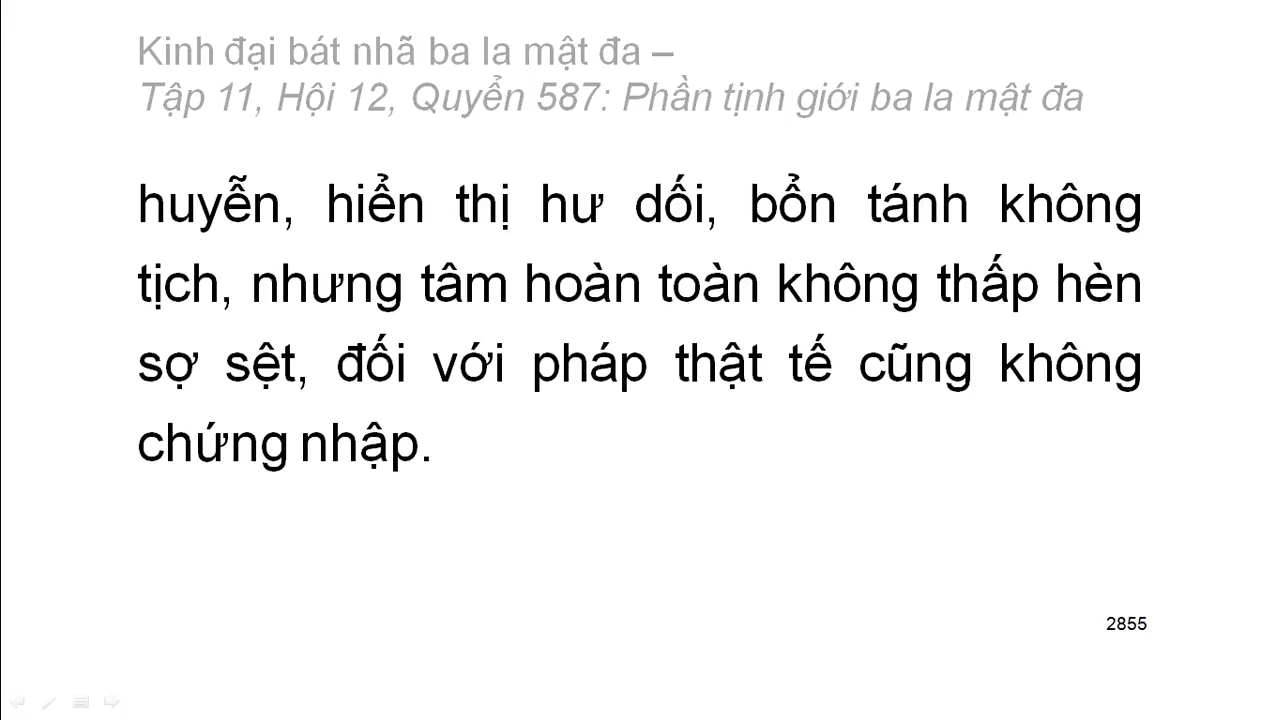 Kinh đại bát nhã ba la mật đa –
Tập 11, Hội 12, Quyển 587: Phần tịnh giới ba la mật đa
huyễn, hiển thị hư dối, bổn tánh không
tịch, nhưng tâm hoàn toàn không thấp hèn
sợ sệt, đối với pháp thật tế cũng không
chứng nhập.
2855